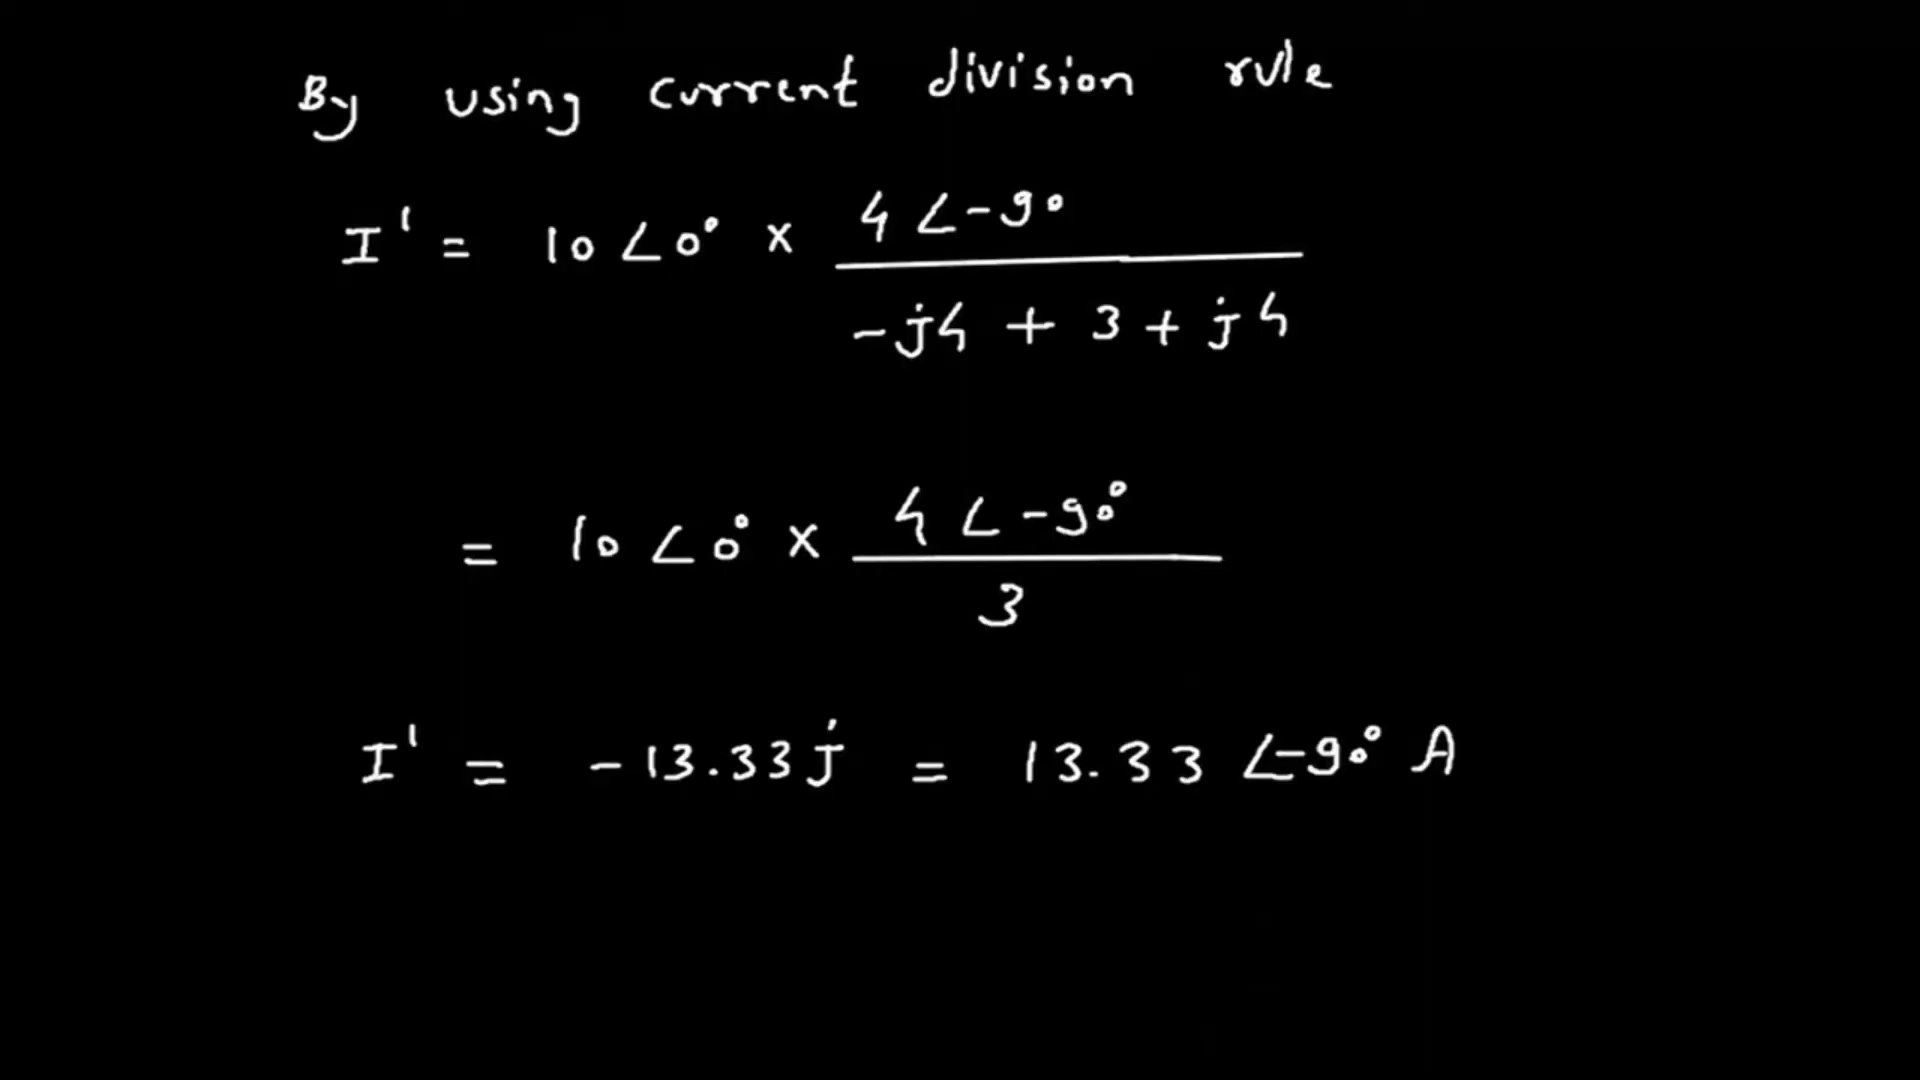 By using current division rule
I' = 10 ∠0° × 4 ∠-90
-j4 + 3 + j4
= 10 ∠0° × 4 ∠-90°
3
I' = -13.33j = 13.33 ∠-90° A